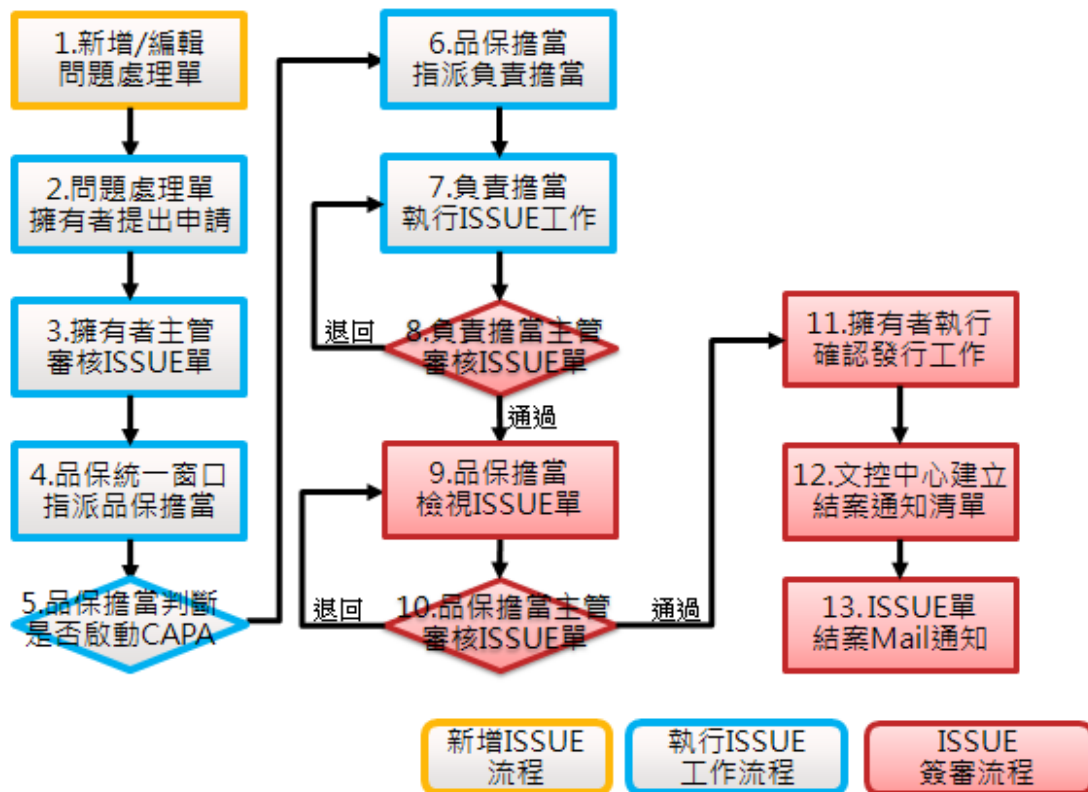 1.新增/編輯
問題處理單
2.問題處理單
擁有者提出申請
3.擁有者主管
審核ISSUE單
4.品保統一窗口
指派品保擔當
5.品保擔當判斷
是否啟動CAPA
6.品保擔當
指派負責擔當
7.負責擔當
執行ISSUE工作
退回
8.負責擔當主管
審核ISSUE單
通過
9.品保擔當
檢視ISSUE單
退回
10.品保擔當主管
審核ISSUE單
通過
11.擁有者執行
確認發行工作
12.文控中心建立
結案通知清單
13.ISSUE單
結案Mail通知
新增ISSUE
流程
執行ISSUE
工作流程
ISSUE
簽審流程